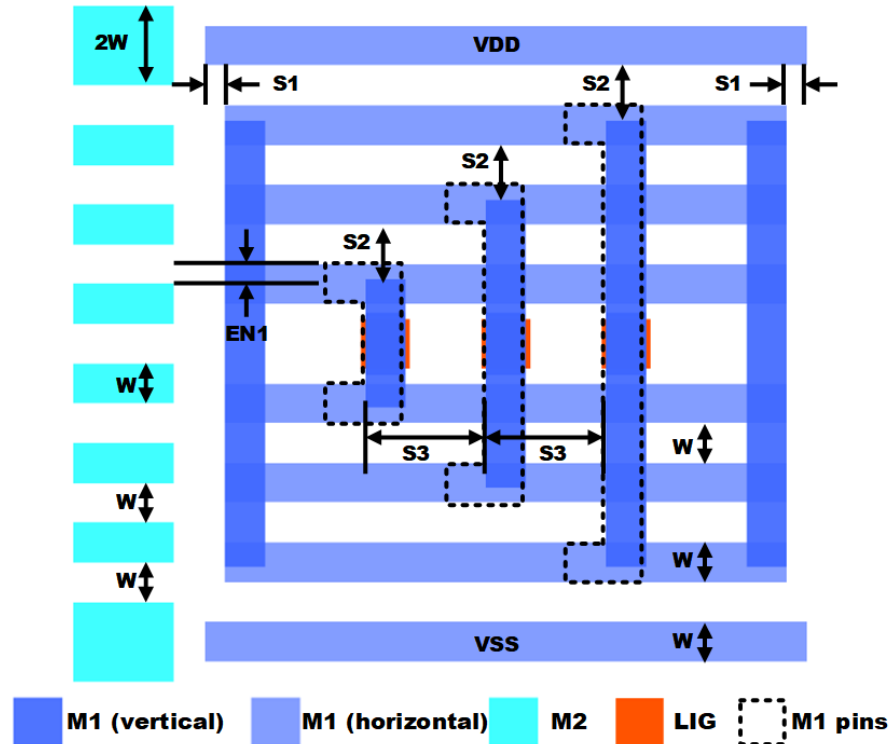 2W
VDD
S1
S2
S1
S2
S2
EN1
W
S3
S3
W
W
W
W
VSS
W
M1 (vertical)
M1 (horizontal)
M2
LIG
M1 pins